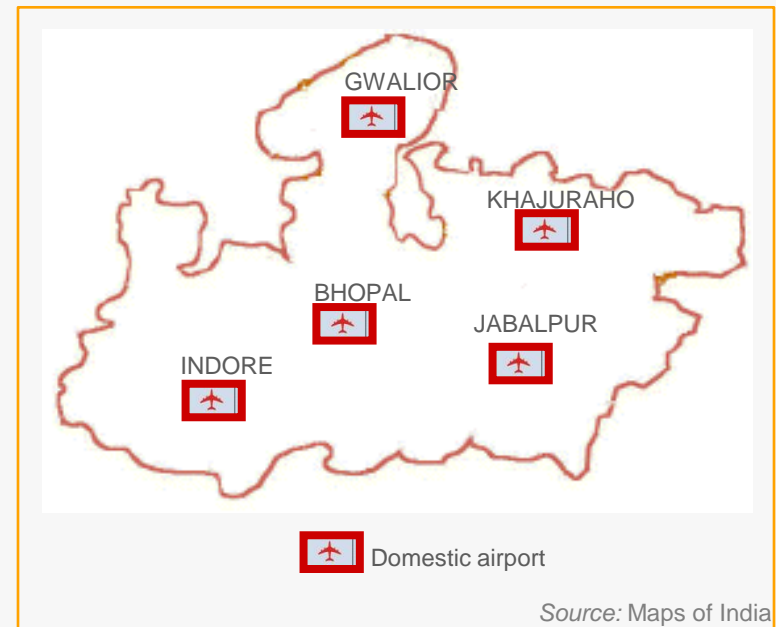 GWALIOR
KHAJURAHO
BHOPAL
JABALPUR
INDORE
Domestic airport
Source: Maps of India